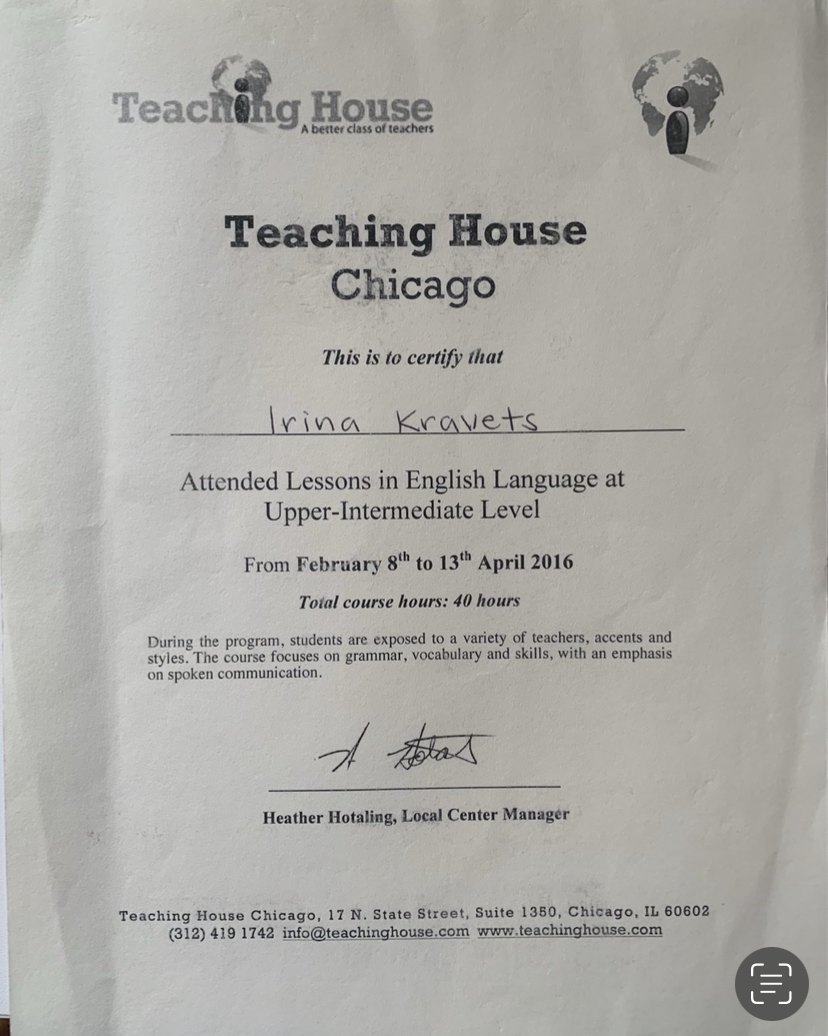 Teaching House
A better class of teachers
Teaching House
Chicago
This is to certify that
Irina Kravets
Attended Lessons in English Language at
Upper-Intermediate Level
From February 8th to 13th April 2016
Total course hours: 40 hours
During the program, students are exposed to a variety of teachers, accents and
styles. The course focuses on grammar, vocabulary and skills, with an emphasis
on spoken communication.
Heather Hotaling, Local Center Manager
Teaching House Chicago, 17 N. State Street, Suite 1350, Chicago, IL 60602
(312) 419 1742 info@teachinghouse.com www.teachinghouse.com